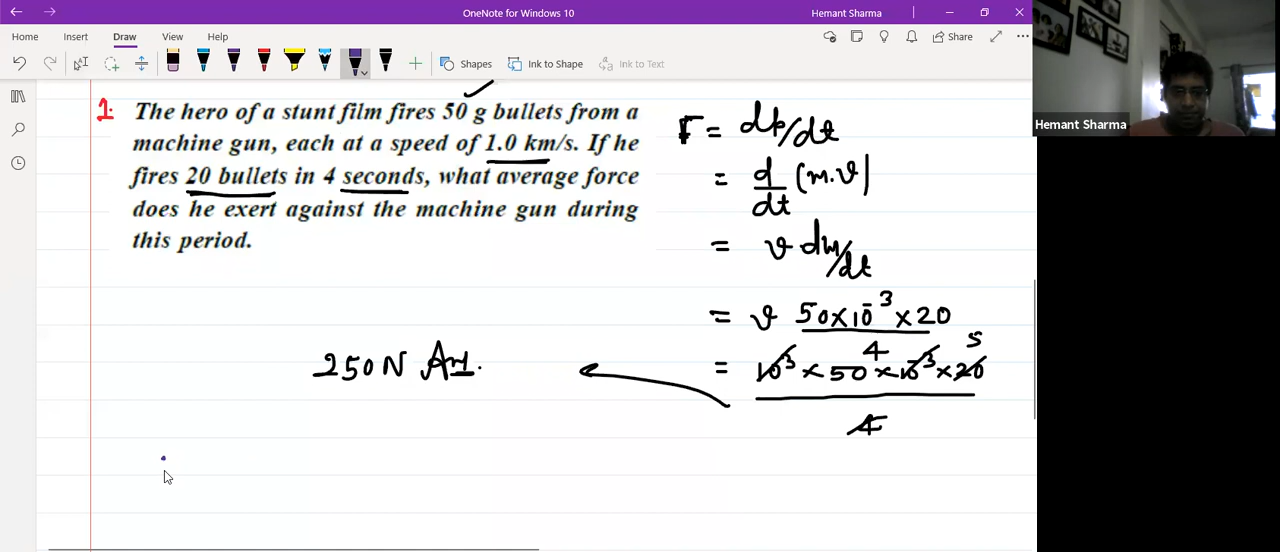 OneNote for Windows 10
Hemant Sharma
Home Insert Draw View Help
Share
Shapes
Ink to Shape
Ink to Text
1. The hero of a stunt film fires 50 g bullets from a
machine gun, each at a speed of 1.0 km/s. If he
fires 20 bullets in 4 seconds, what average force
does he exert against the machine gun during
this period.
F = dp/dt
= d/dt (m.v)
= v dm/dt
= v 50×10⁻³×20
4
= 10³ × 50 × 10⁻³ × 20 5
4
250N Ans.
Hemant Sharma